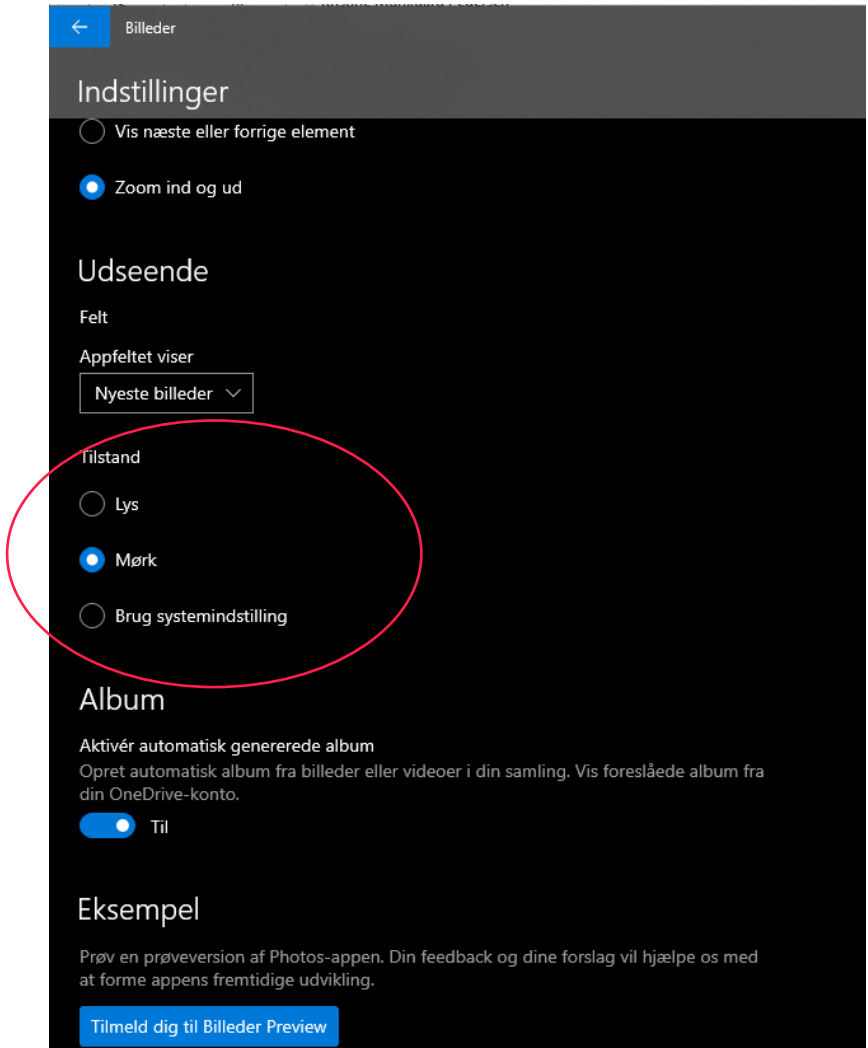 Billeder
Indstillinger
Vis næste eller forrige element
Zoom ind og ud
Udseende
Felt
Appfeltet viser
Nyeste billeder
Tilstand
Lys
Mørk
Brug systemindstilling
Album
Aktivér automatisk genererede album
Opret automatisk album fra billeder eller videoer i din samling. Vis foreslåede album fra
din OneDrive-konto.
Til
Eksempel
Prøv en prøveversion af Photos-appen. Din feedback og dine forslag vil hjælpe os med
at forme appens fremtidige udvikling.
Tilmeld dig til Billeder Preview